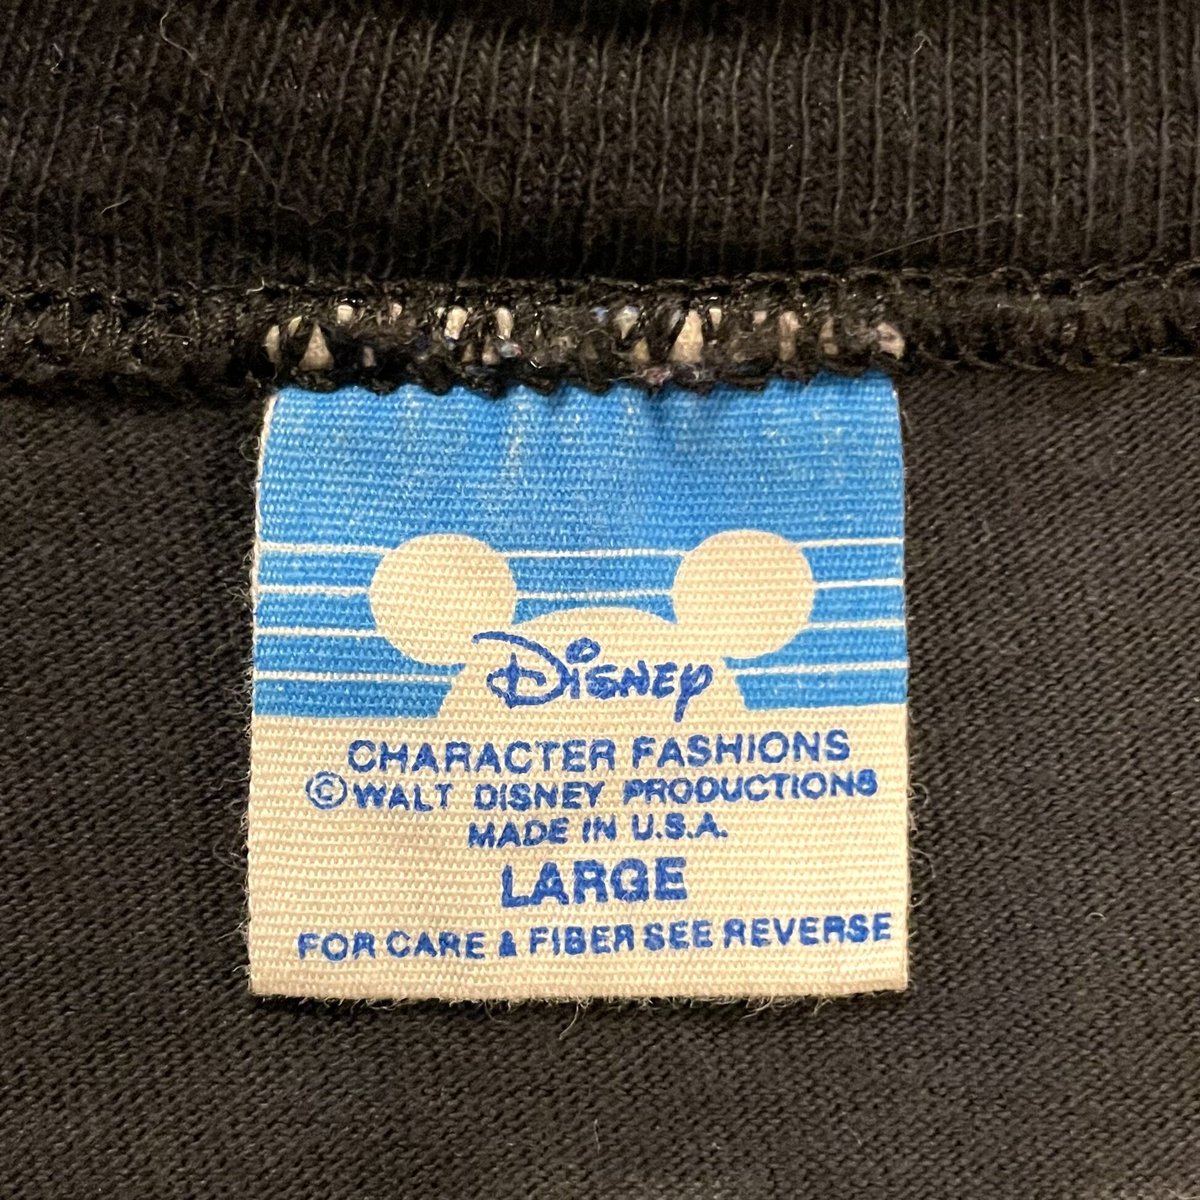 DISNEY
CHARACTER FASHIONS
© WALT DISNEY PRODUCTIONS
MADE IN U.S.A.
LARGE
FOR CARE & FIBER SEE REVERSE